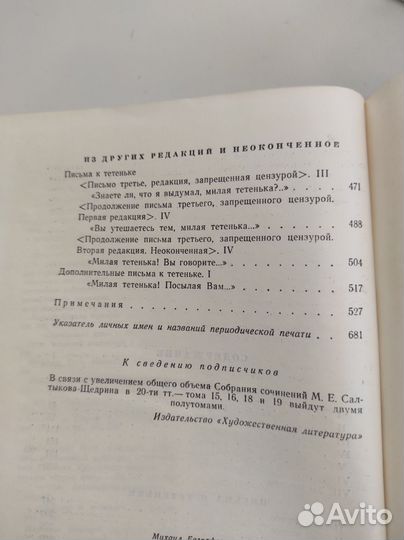 ИЗ ДРУГИХ РЕДАКЦИЙ И НЕОКОНЧЕННОЕ
Письма к тетеньке
<Письмо третье, редакция, запрещенная цензурой>. III
«Знаете ли, что я выдумал, милая тетенька?..» 471
<Продолжение письма третьего, запрещенного цензурой.
Первая редакция>. IV
«Вы утешаетесь тем, милая тетенька...» 488
<Продолжение письма третьего, запрещенного цензурой.
Вторая редакция. Неоконченная>. IV
«Милая тетенька! Вы говорите...» 504
Дополнительные письма к тетеньке. I
«Милая тетенька! Посылая Вам...» 517
Примечания 527
Указатель личных имен и названий периодической печати 681
К сведению подписчиков
В связи с увеличением общего объема Собрания сочинений М. Е. Сал-
тыкова-Щедрина в 20-ти тт.— тома 15, 16, 18 и 19 выйдут двумя
полутомами.
Издательство «Художественная литература»
Михаил
Avito